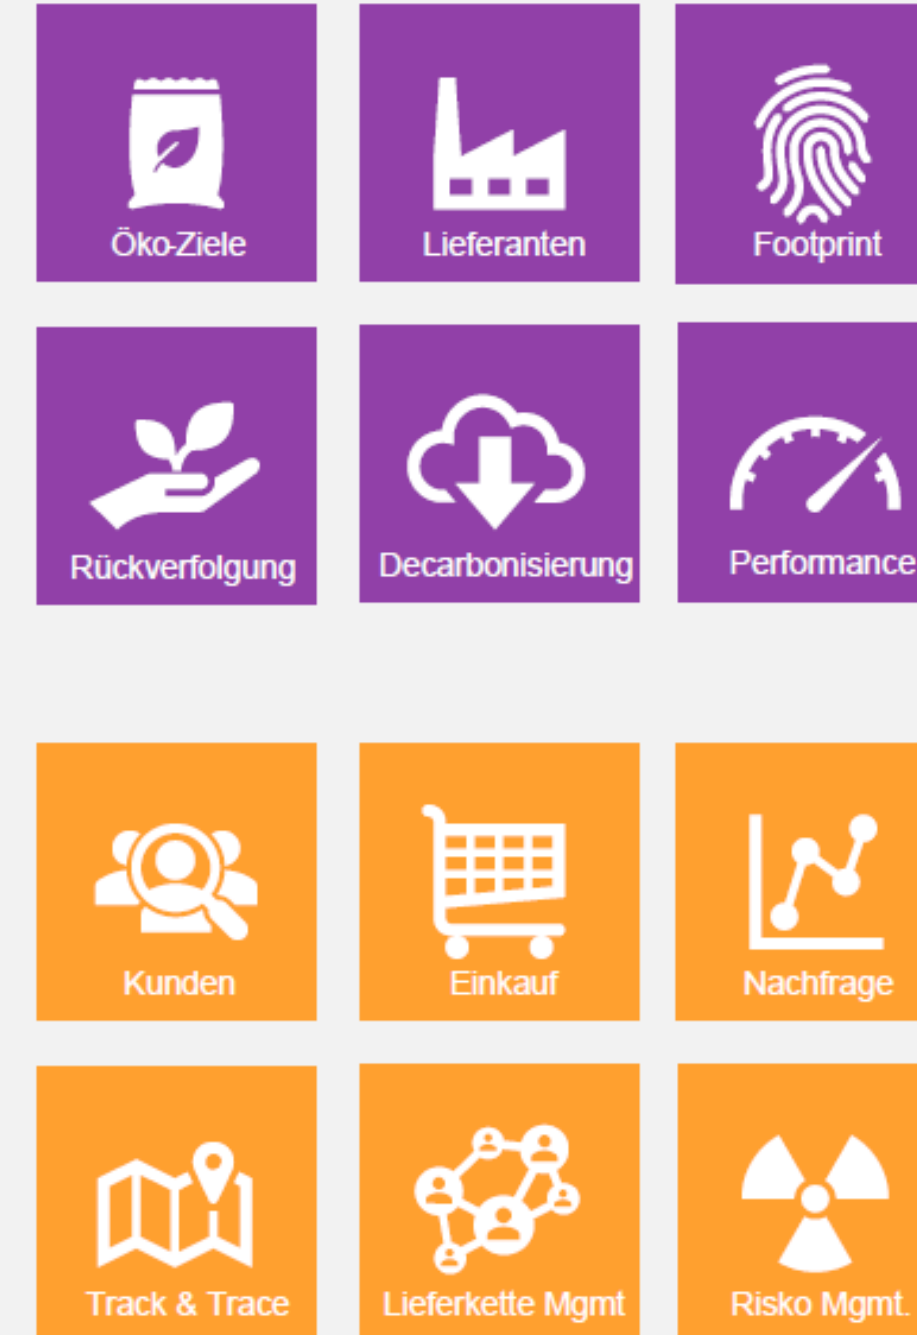 Öko-Ziele
Lieferanten
Footprint
Rückverfolgung
Decarbonisierung
Performance
Kunden
Einkauf
Nachfrage
Track & Trace
Lieferkette Mgmt
Risko Mgmt.